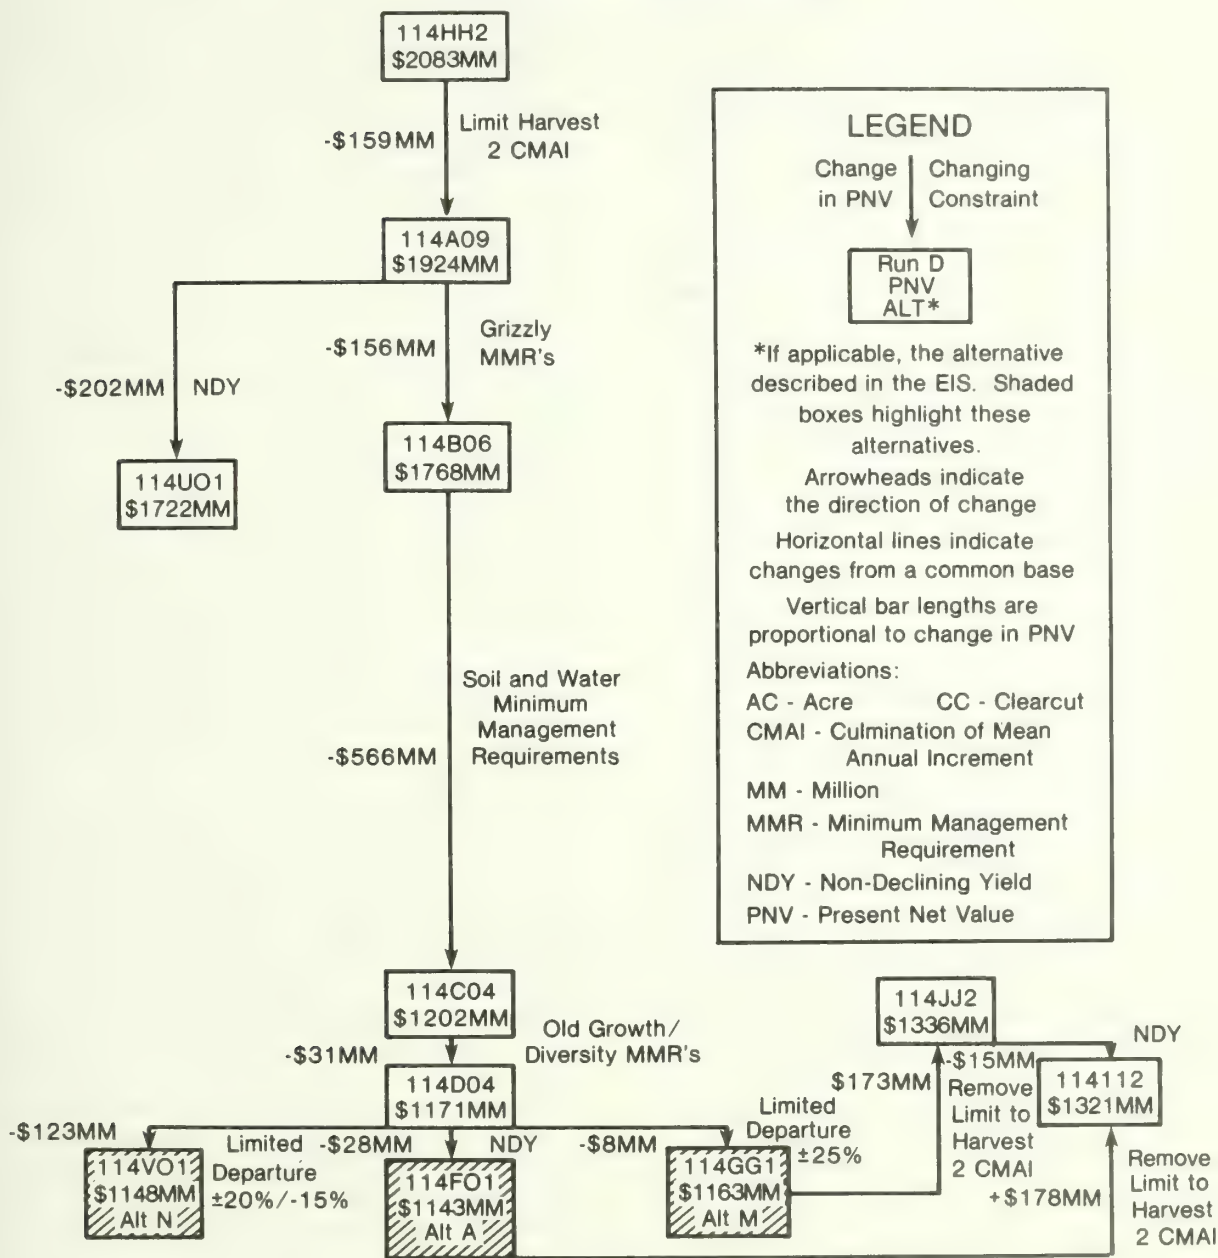 114HH2
$2083MM
-$159MM
Limit Harvest
2 CMAI
114A09
$1924MM
-$156MM
Grizzly
MMR's
-$202MM
NDY
114UO1
$1722MM
114B06
$1768MM
-$566MM
Soil and Water
Minimum
Management
Requirements
114C04
$1202MM
-$31MM
Old Growth/
Diversity MMR's
114D04
$1171MM
-$123MM
Limited
Departure
±20%/-15%
114VO1
$1148MM
Alt N
-$28MM
NDY
114FO1
$1143MM
Alt A
-$8MM
Limited
Departure
±25%
114GG1
$1163MM
Alt M
$173MM
Remove
Limit to
Harvest
2 CMAI
114JJ2
$1336MM
-$15MM
NDY
114112
$1321MM
+$178MM
Remove
Limit to
Harvest
2 CMAI
LEGEND
Change
in PNV
Changing
Constraint
Run D
PNV
ALT*
*If applicable, the alternative
described in the EIS. Shaded
boxes highlight these
alternatives.
Arrowheads indicate
the direction of change
Horizontal lines indicate
changes from a common base
Vertical bar lengths are
proportional to change in PNV
Abbreviations:
AC - Acre CC - Clearcut
CMAI - Culmination of Mean
Annual Increment
MM - Million
MMR - Minimum Management
Requirement
NDY - Non-Declining Yield
PNV - Present Net Value